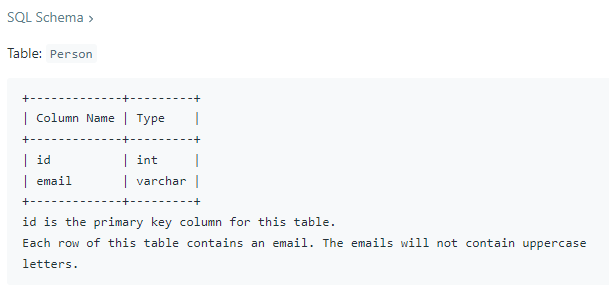 SQL Schema >
Table: Person
+-------------+---------+
| Column Name | Type    |
+-------------+---------+
| id          | int     |
| email       | varchar |
+-------------+---------+
id is the primary key column for this table.
Each row of this table contains an email. The emails will not contain uppercase
letters.